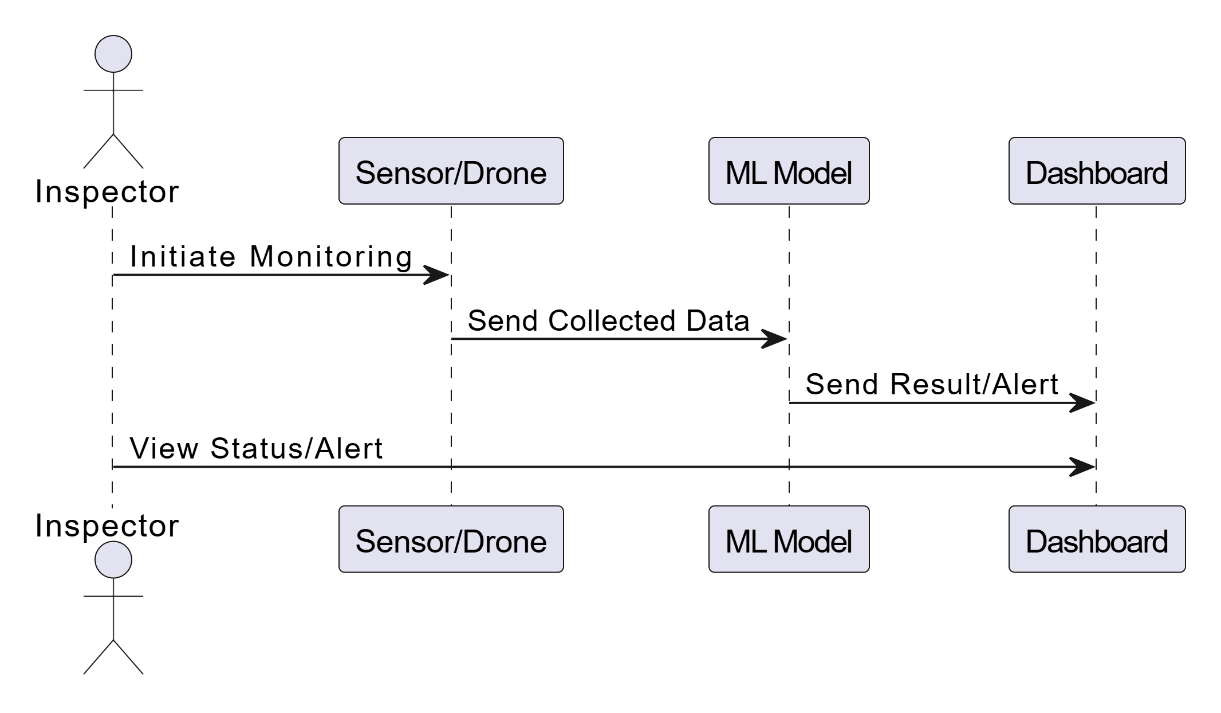 Inspector
Sensor/Drone
ML Model
Dashboard
Initiate Monitoring
Send Collected Data
Send Result/Alert
View Status/Alert
Inspector
Sensor/Drone
ML Model
Dashboard